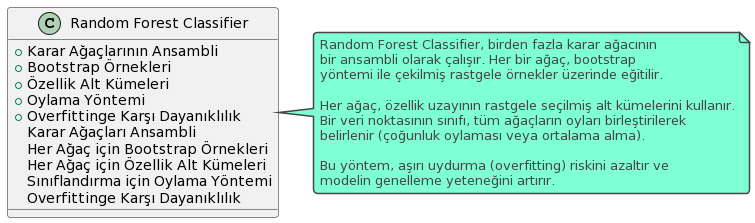 C Random Forest Classifier
Karar Ağaçlarının Ansambli
Bootstrap Örnekleri
Özellik Alt Kümeleri
Oylama Yöntemi
Overfittinge Karşı Dayanıklılık
Karar Ağaçları Ansambli
Her Ağaç için Bootstrap Örnekleri
Her Ağaç için Özellik Alt Kümeleri
Sınıflandırma için Oylama Yöntemi
Overfittinge Karşı Dayanıklılık
Random Forest Classifier, birden fazla karar ağacının
bir ansambli olarak çalışır. Her bir ağaç, bootstrap
yöntemi ile çekilmiş rastgele örnekler üzerinde eğitilir.
Her ağaç, özellik uzayının rastgele seçilmiş alt kümelerini kullanır.
Bir veri noktasının sınıfı, tüm ağaçların oyları birleştirilerek
belirlenir (çoğunluk oylaması veya ortalama alma).
Bu yöntem, aşırı uydurma (overfitting) riskini azaltır ve
modelin genelleme yeteneğini artırır.